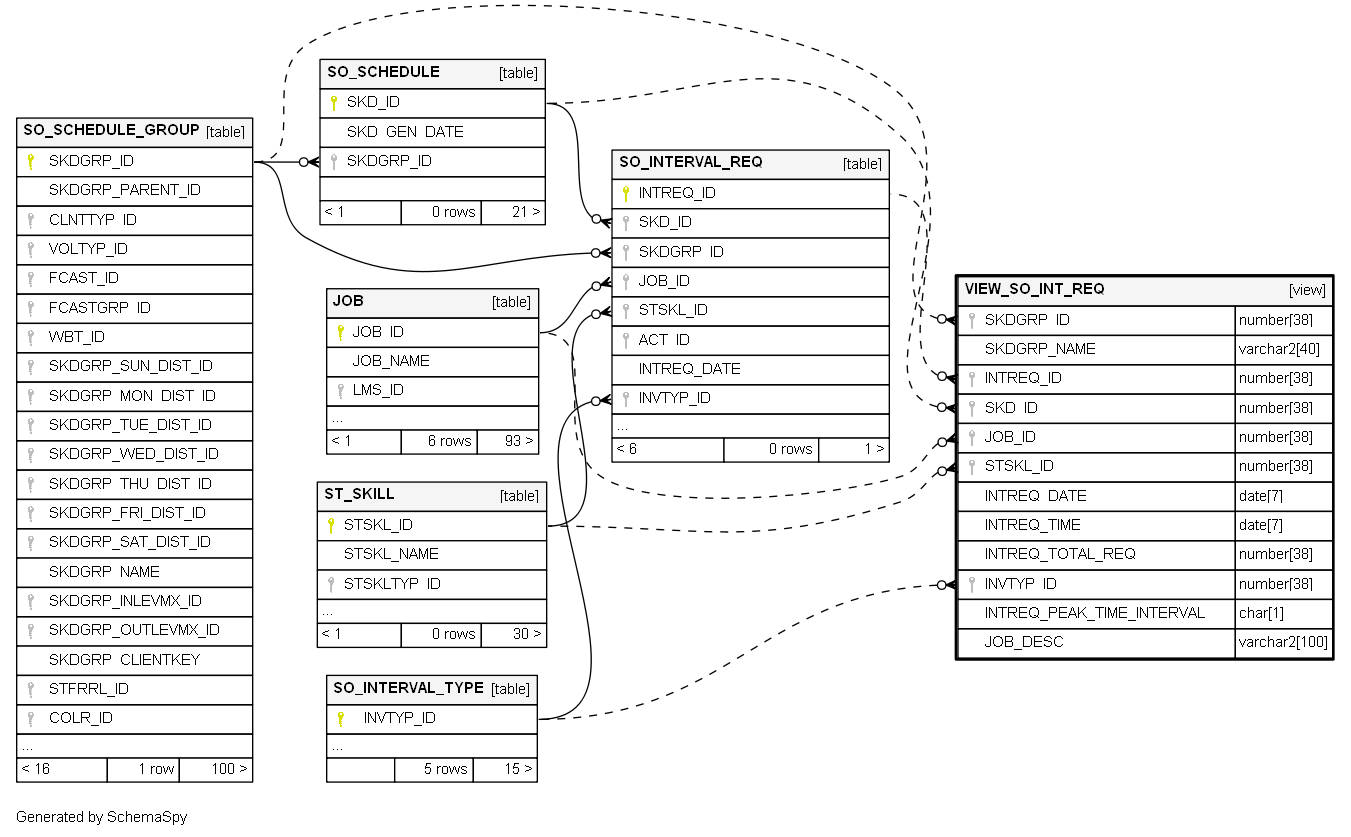 SO_SCHEDULE_GROUP [table]
SKDGRP_ID
SKDGRP_PARENT_ID
CLNTTYP_ID
VOLTYP_ID
FCAST_ID
FCASTGRP_ID
WBT_ID
SKDGRP_SUN_DIST_ID
SKDGRP_MON_DIST_ID
SKDGRP_TUE_DIST_ID
SKDGRP_WED_DIST_ID
SKDGRP_THU_DIST_ID
SKDGRP_FRI_DIST_ID
SKDGRP_SAT_DIST_ID
SKDGRP_NAME
SKDGRP_INLEVMX_ID
SKDGRP_OUTLEVMX_ID
SKDGRP_CLIENTKEY
STFRRL_ID
COLR_ID
...
< 16 1 row 100 >
SO_SCHEDULE [table]
SKD_ID
SKD_GEN_DATE
SKDGRP_ID
< 1 0 rows 21 >
JOB [table]
JOB_ID
JOB_NAME
LMS_ID
...
< 1 6 rows 93 >
ST_SKILL [table]
STSKL_ID
STSKL_NAME
STSKLTYP_ID
...
< 1 0 rows 30 >
SO_INTERVAL_TYPE [table]
INVTYP_ID
...
5 rows 15 >
SO_INTERVAL_REQ [table]
INTREQ_ID
SKD_ID
SKDGRP_ID
JOB_ID
STSKL_ID
ACT_ID
INTREQ_DATE
INVTYP_ID
...
< 6 0 rows 1 >
VIEW_SO_INT_REQ [view]
SKDGRP_ID number[38]
SKDGRP_NAME varchar2[40]
INTREQ_ID number[38]
SKD_ID number[38]
JOB_ID number[38]
STSKL_ID number[38]
INTREQ_DATE date[7]
INTREQ_TIME date[7]
INTREQ_TOTAL_REQ number[38]
INVTYP_ID number[38]
INTREQ_PEAK_TIME_INTERVAL char[1]
JOB_DESC varchar2[100]
Generated by SchemaSpy